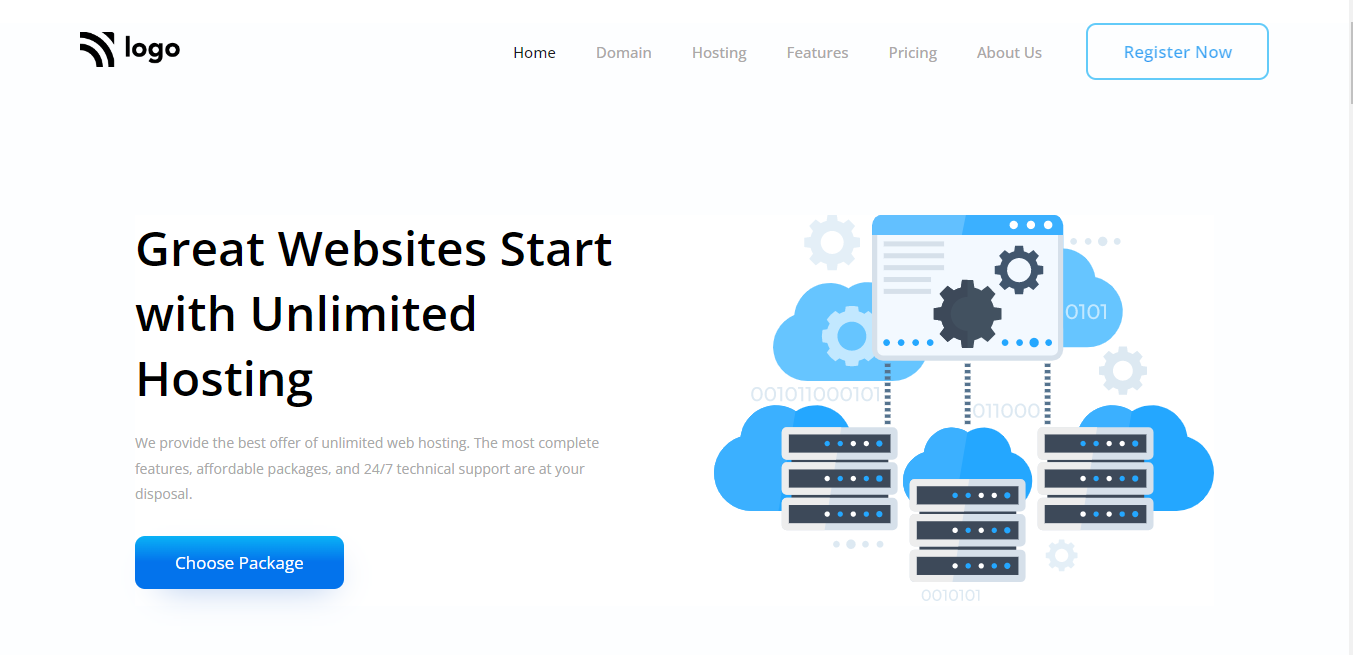 logo
Home Domain Hosting Features Pricing About Us Register Now
Great Websites Start
with Unlimited
Hosting
We provide the best offer of unlimited web hosting. The most complete
features, affordable packages, and 24/7 technical support are at your
disposal.
Choose Package
0101
001011000101
011000
0010101